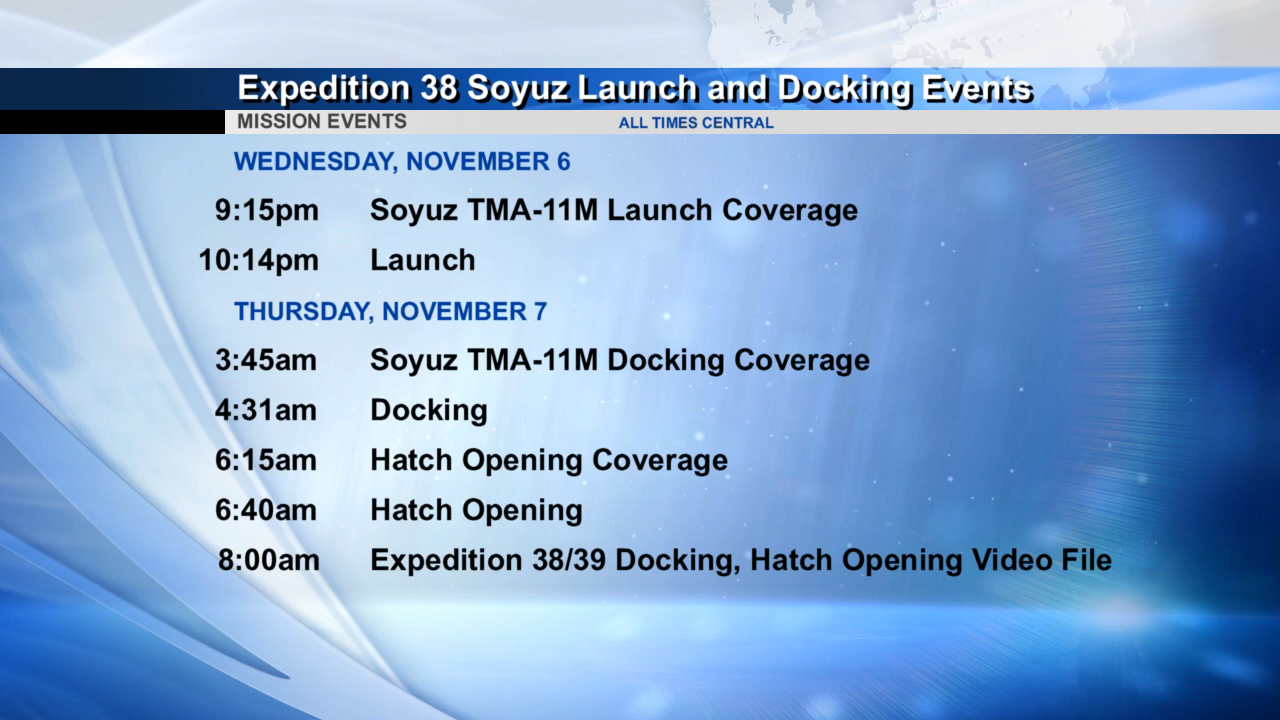 Expedition 38 Soyuz Launch and Docking Events
MISSION EVENTS ALL TIMES CENTRAL
WEDNESDAY, NOVEMBER 6
9:15pm Soyuz TMA-11M Launch Coverage
10:14pm Launch
THURSDAY, NOVEMBER 7
3:45am Soyuz TMA-11M Docking Coverage
4:31am Docking
6:15am Hatch Opening Coverage
6:40am Hatch Opening
8:00am Expedition 38/39 Docking, Hatch Opening Video File